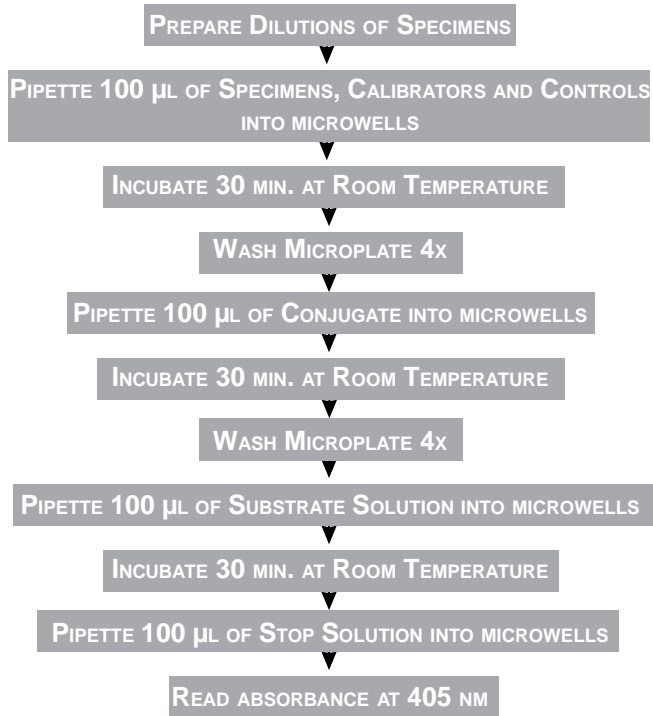 Prepare Dilutions of Specimens
Pipette 100 µl of Specimens, Calibrators and Controls
into microwells
Incubate 30 min. at Room Temperature
Wash Microplate 4x
Pipette 100 µl of Conjugate into microwells
Incubate 30 min. at Room Temperature
Wash Microplate 4x
Pipette 100 µl of Substrate Solution into microwells
Incubate 30 min. at Room Temperature
Pipette 100 µl of Stop Solution into microwells
Read absorbance at 405 nm